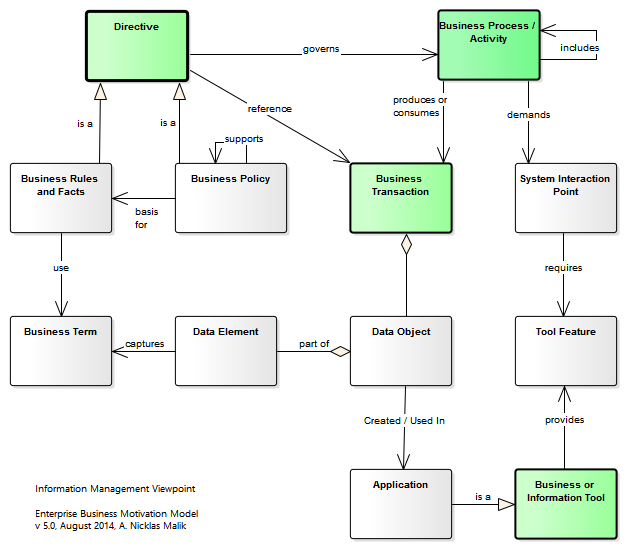 Directive
Business Process /
Activity
governs
includes
is a
is a
reference
produces or
consumes
demands
supports
Business Rules
and Facts
Business Policy
Business
Transaction
System Interaction
Point
basis
for
use
requires
Business Term
Data Element
Data Object
Tool Feature
captures
part of
Created / Used In
provides
Application
is a
Business or
Information Tool
Information Management Viewpoint
Enterprise Business Motivation Model
v 5.0, August 2014, A. Nicklas Malik